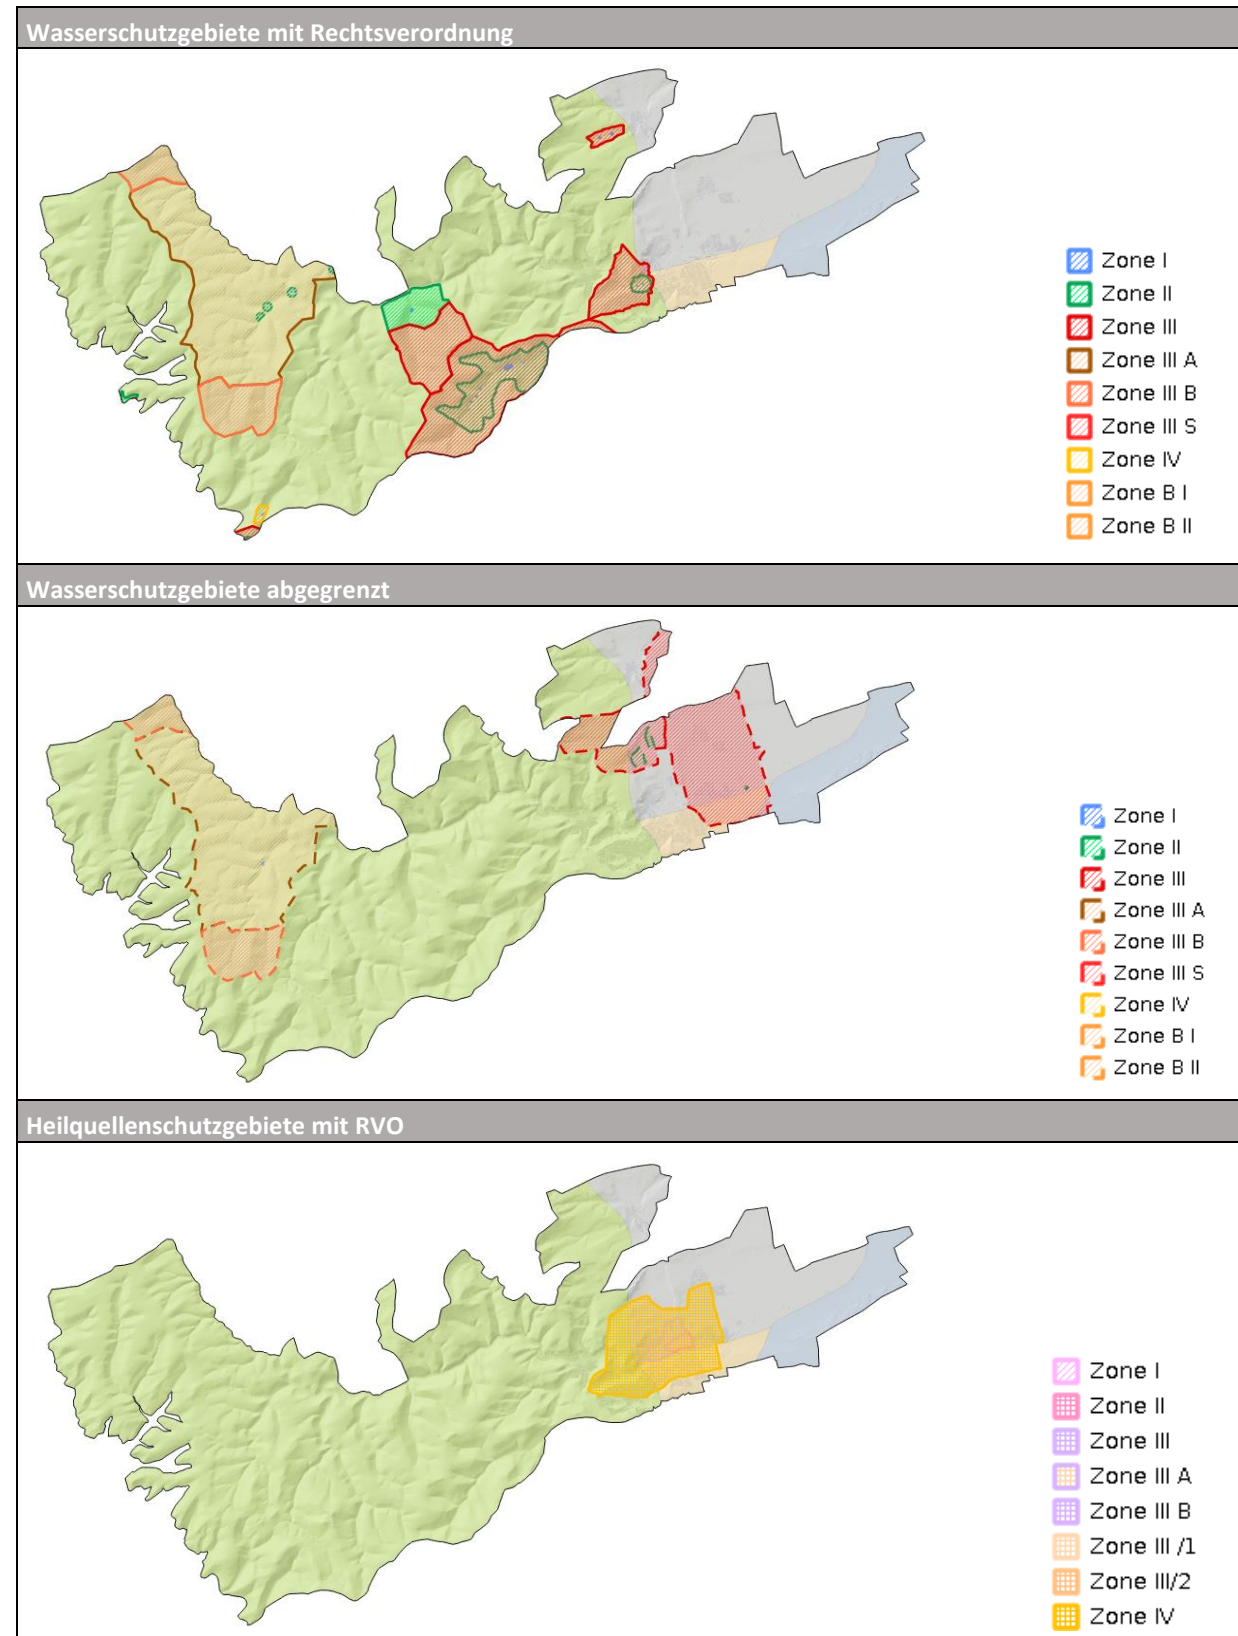 Wasserschutzgebiete mit Rechtsverordnung
Zone I
Zone II
Zone III
Zone III A
Zone III B
Zone III S
Zone IV
Zone B I
Zone B II
Wasserschutzgebiete abgegrenzt
Zone I
Zone II
Zone III
Zone III A
Zone III B
Zone III S
Zone IV
Zone B I
Zone B II
Heilquellenschutzgebiete mit RVO
Zone I
Zone II
Zone III
Zone III A
Zone III B
Zone III /1
Zone III/2
Zone IV